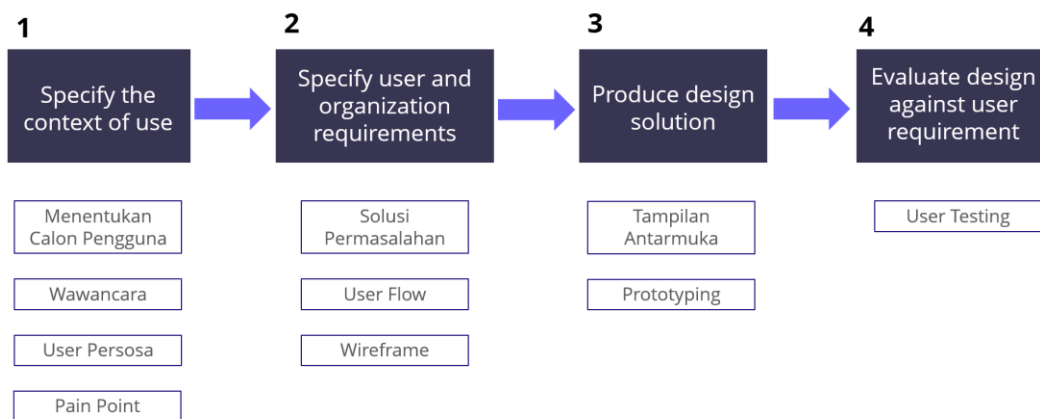 1
Specify the
context of use
2
Specify user and
organization
requirements
3
Produce design
solution
4
Evaluate design
against user
requirement
Menentukan
Calon Pengguna
Wawancara
User Persosa
Pain Point
Solusi
Permasalahan
User Flow
Wireframe
Tampilan
Antarmuka
Prototyping
User Testing